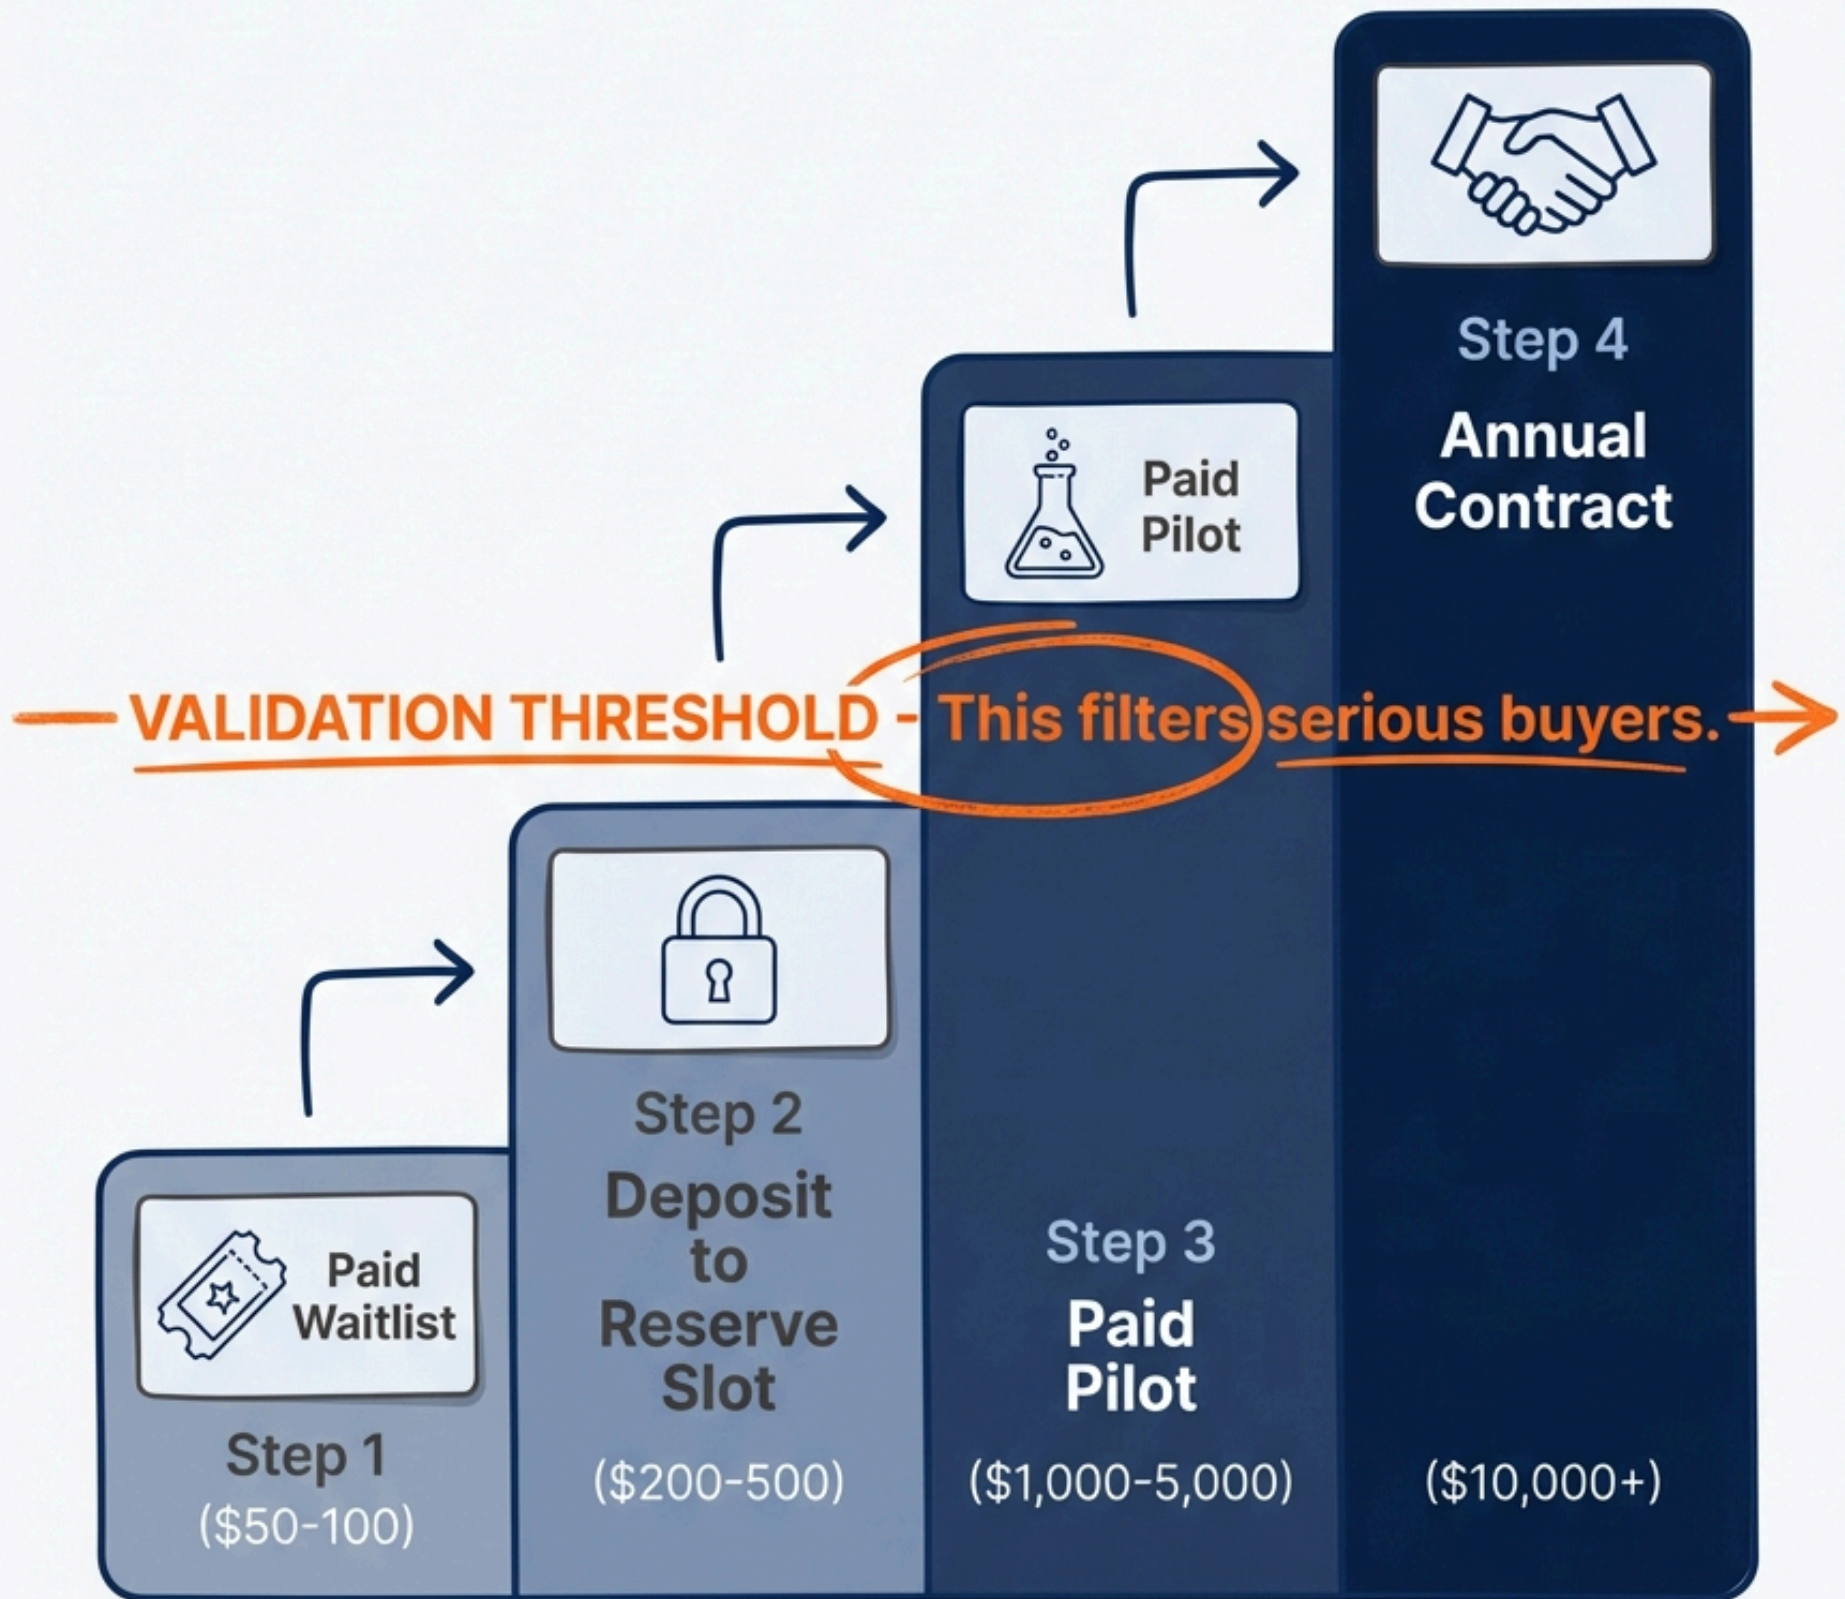 Step 4
Annual
Contract
($10,000+)
Paid
Pilot
VALIDATION THRESHOLD - This filters serious buyers.
Step 3
Paid
Pilot
($1,000-5,000)
Step 2
Deposit
to
Reserve
Slot
($200-500)
Paid
Waitlist
Step 1
($50-100)